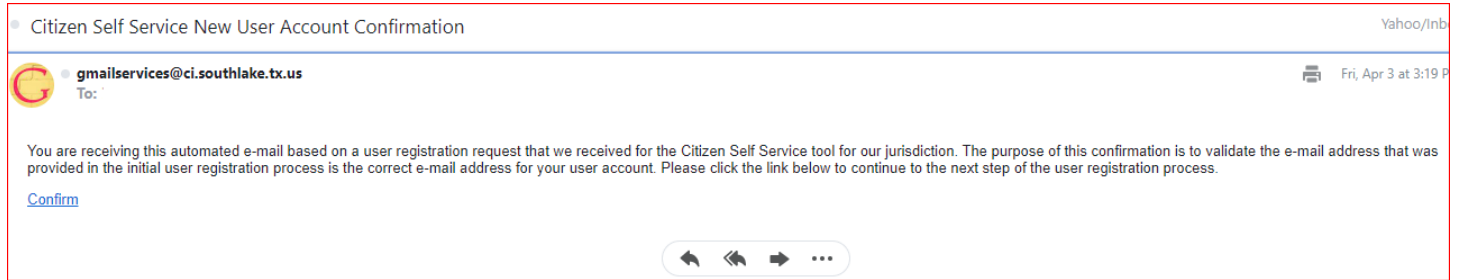 Citizen Self Service New User Account Confirmation
Yahoo/Inb
G
gmailservices@ci.southlake.tx.us
Fri, Apr 3 at 3:19 P
To:
You are receiving this automated e-mail based on a user registration request that we received for the Citizen Self Service tool for our jurisdiction. The purpose of this confirmation is to validate the e-mail address that was
provided in the initial user registration process is the correct e-mail address for your user account. Please click the link below to continue to the next step of the user registration process.
Confirm